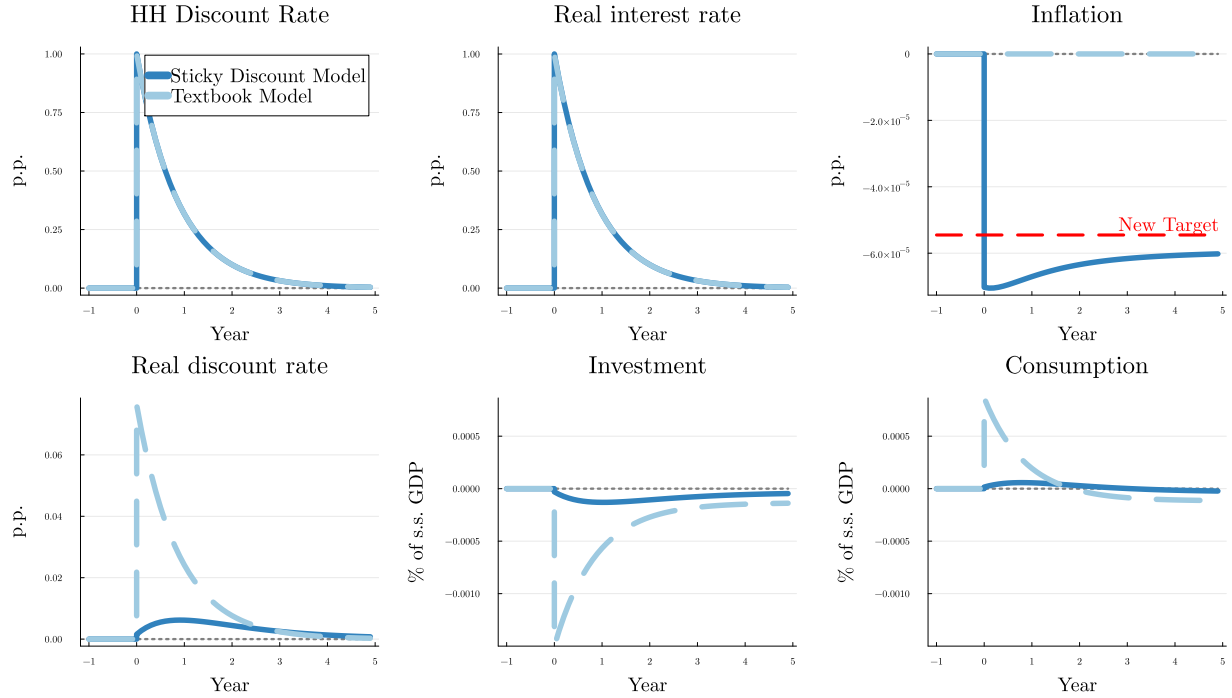 HH Discount Rate
1.00
0.75
0.50
0.25
0.00
p.p.
Sticky Discount Model
Textbook Model
−1 0 1 2 3 4 5
Year
Real interest rate
1.00
0.75
0.50
0.25
0.00
p.p.
−1 0 1 2 3 4 5
Year
Inflation
0
−2.0×10⁻⁵
−4.0×10⁻⁵
−6.0×10⁻⁵
p.p.
New Target
−1 0 1 2 3 4 5
Year
Real discount rate
0.06
0.04
0.02
0.00
p.p.
−1 0 1 2 3 4 5
Year
Investment
0.0005
0.0000
−0.0005
−0.0010
% of s.s. GDP
−1 0 1 2 3 4 5
Year
Consumption
0.0005
0.0000
−0.0005
−0.0010
% of s.s. GDP
−1 0 1 2 3 4 5
Year